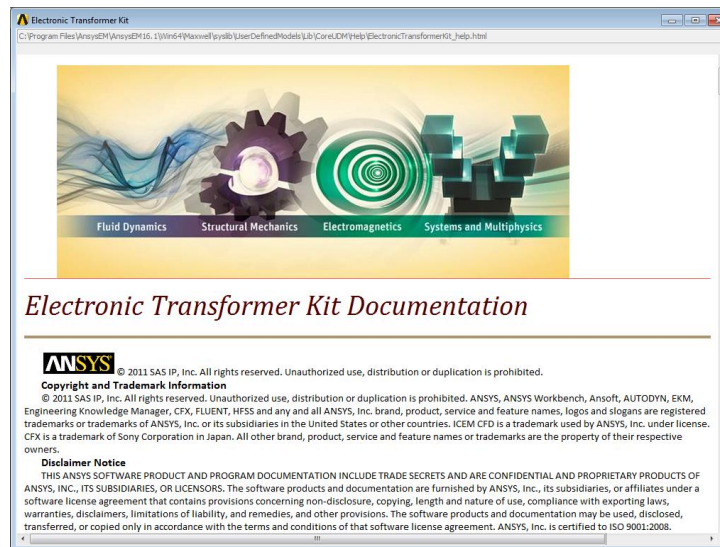 Electronic Transformer Kit
C:\Program Files\AnsysEM\AnsysEM16.1\Win64\Maxwell\syslib\UserDefinedModels\Lib\CoreUDM\Help\ElectronicTransformerKit_help.html
Fluid Dynamics Structural Mechanics Electromagnetics Systems and Multiphysics
Electronic Transformer Kit Documentation
ANSYS © 2011 SAS IP, Inc. All rights reserved. Unauthorized use, distribution or duplication is prohibited.
Copyright and Trademark Information
© 2011 SAS IP, Inc. All rights reserved. Unauthorized use, distribution or duplication is prohibited. ANSYS, ANSYS Workbench, Ansoft, AUTODYN, EKM,
Engineering Knowledge Manager, CFX, FLUENT, HFSS and any and all ANSYS, Inc. brand, product, service and feature names, logos and slogans are registered
trademarks or trademarks of ANSYS, Inc. or its subsidiaries in the United States or other countries. ICEM CFD is a trademark used by ANSYS, Inc. under license.
CFX is a trademark of Sony Corporation in Japan. All other brand, product, service and feature names or trademarks are the property of their respective
owners.
Disclaimer Notice
THIS ANSYS SOFTWARE PRODUCT AND PROGRAM DOCUMENTATION INCLUDE TRADE SECRETS AND ARE CONFIDENTIAL AND PROPRIETARY PRODUCTS OF
ANSYS, INC., ITS SUBSIDIARIES, OR LICENSORS. The software products and documentation are furnished by ANSYS, Inc., its subsidiaries, or affiliates under a
software license agreement that contains provisions concerning non-disclosure, copying, length and nature of use, compliance with exporting laws,
warranties, disclaimers, limitations of liability, and remedies, and other provisions. The software products and documentation may be used, disclosed,
transferred, or copied only in accordance with the terms and conditions of that software license agreement. ANSYS, Inc. is certified to ISO 9001:2008.